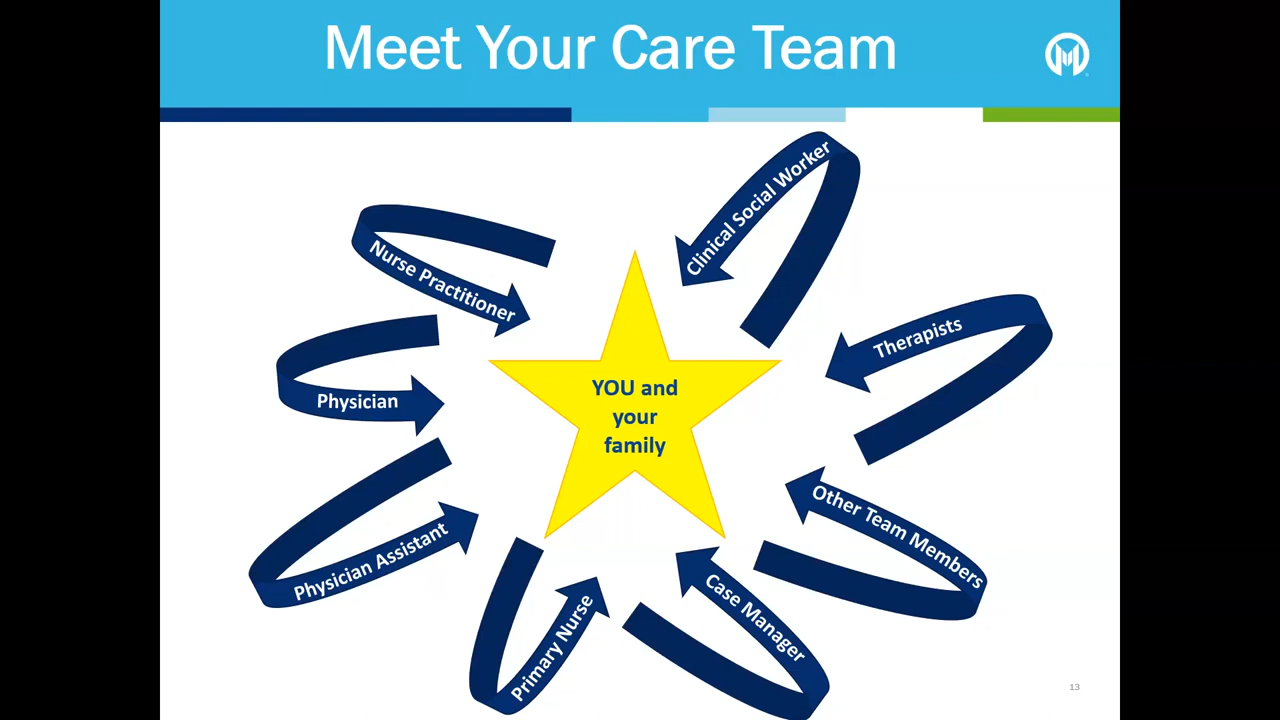 Meet Your Care Team
Clinical Social Worker
Nurse Practitioner
Therapists
YOU and
your
family
Physician
Other Team Members
Physician Assistant
Case Manager
Primary Nurse
13